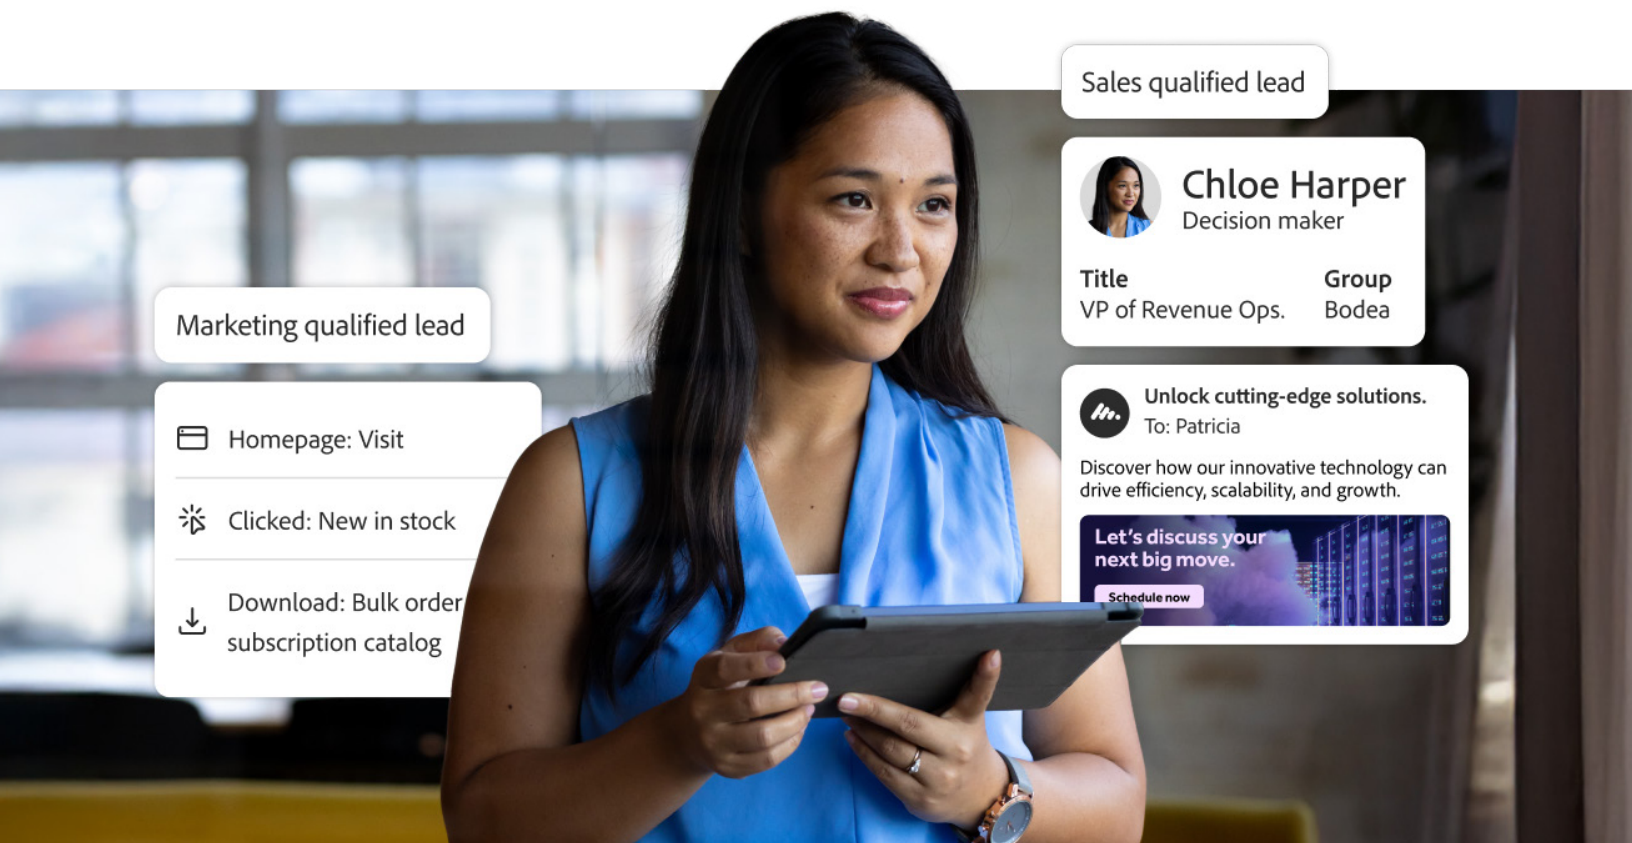 Sales qualified lead
Chloe Harper
Decision maker
Title
Group
VP of Revenue Ops.
Bodea
Marketing qualified lead
Homepage: Visit
Clicked: New in stock
Download: Bulk order
subscription catalog
Unlock cutting-edge solutions.
To: Patricia
Discover how our innovative technology can
drive efficiency, scalability, and growth.
Let's discuss your
next big move.
Schedule now